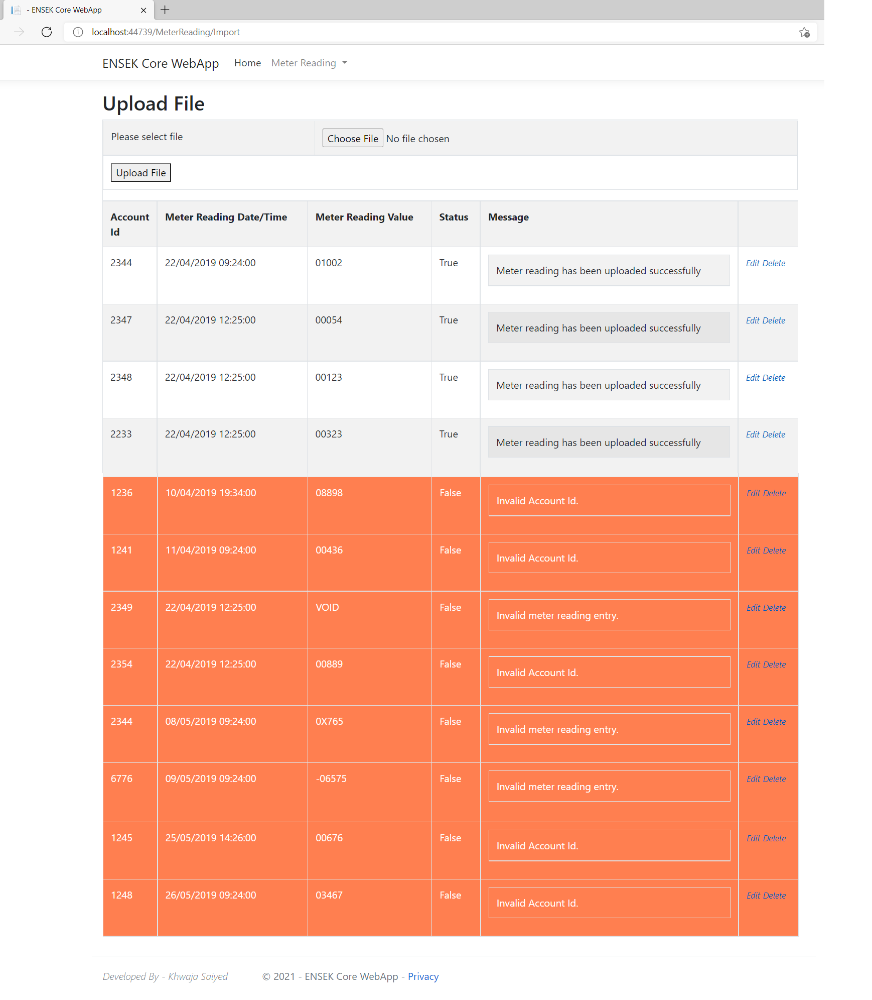 - ENSEK Core WebApp
localhost:44739/MeterReading/Import
ENSEK Core WebApp Home Meter Reading
Upload File
Please select file Choose File No file chosen
Upload File
Account Id Meter Reading Date/Time Meter Reading Value Status Message
2344 22/04/2019 09:24:00 01002 True Meter reading has been uploaded successfully Edit Delete
2347 22/04/2019 12:25:00 00054 True Meter reading has been uploaded successfully Edit Delete
2348 22/04/2019 12:25:00 00123 True Meter reading has been uploaded successfully Edit Delete
2233 22/04/2019 12:25:00 00323 True Meter reading has been uploaded successfully Edit Delete
1236 10/04/2019 19:34:00 08898 False Invalid Account Id. Edit Delete
1241 11/04/2019 09:24:00 00436 False Invalid Account Id. Edit Delete
2349 22/04/2019 12:25:00 VOID False Invalid meter reading entry. Edit Delete
2354 22/04/2019 12:25:00 00889 False Invalid Account Id. Edit Delete
2344 08/05/2019 09:24:00 0X765 False Invalid meter reading entry. Edit Delete
6776 09/05/2019 09:24:00 -06575 False Invalid meter reading entry. Edit Delete
1245 25/05/2019 14:26:00 00676 False Invalid Account Id. Edit Delete
1248 26/05/2019 09:24:00 03467 False Invalid Account Id. Edit Delete
Developed By - Khwaja Saiyed © 2021 - ENSEK Core WebApp - Privacy